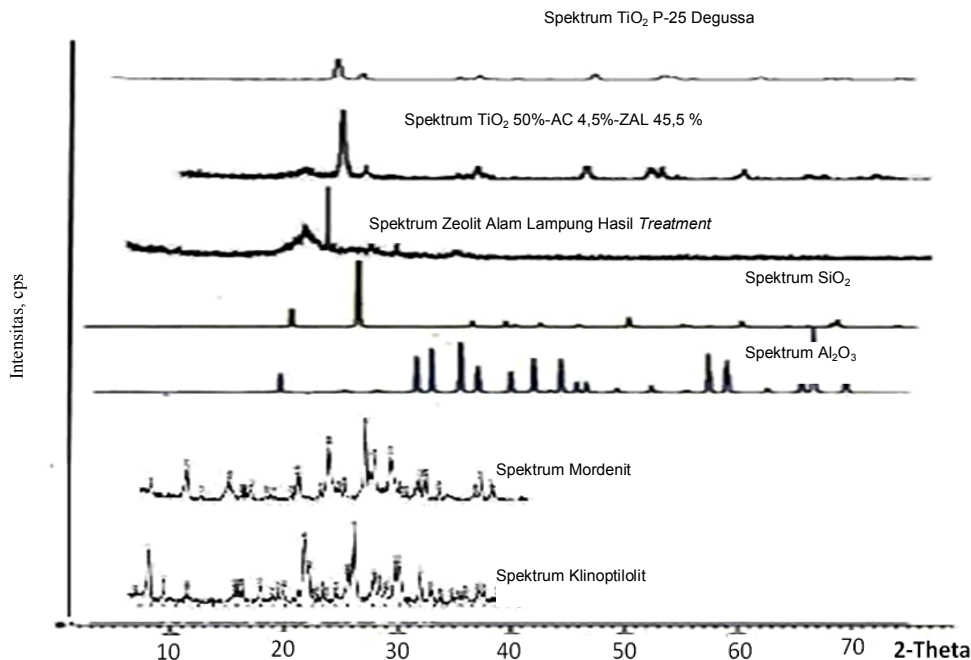 Spektrum TiO₂ P-25 Degussa
Spektrum TiO₂ 50%-AC 4,5%-ZAL 45,5 %
Spektrum Zeolit Alam Lampung Hasil Treatment
Spektrum SiO₂
Spektrum Al₂O₃
Spektrum Mordenit
Spektrum Klinoptilolit
Intensitas, cps
10 20 30 40 50 60 70 2-Theta